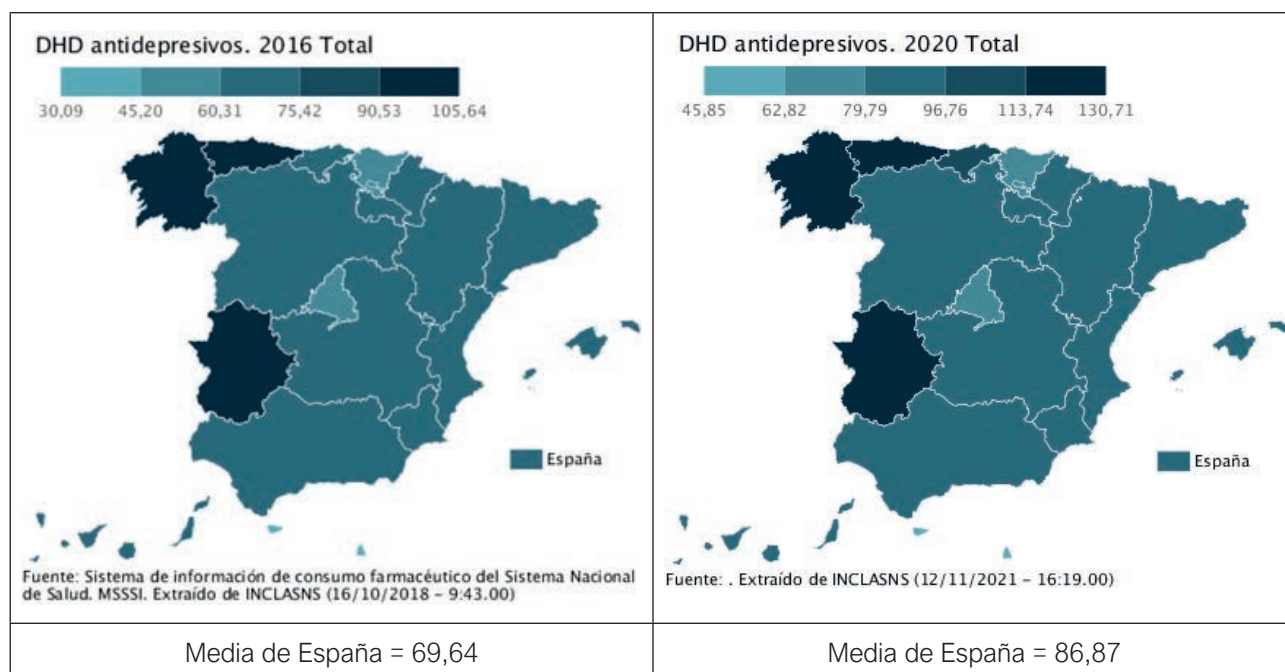 DHD antidepresivos. 2016 Total
30,09 45,20 60,31 75,42 90,53 105,64
España
Fuente: Sistema de información de consumo farmacéutico del Sistema Nacional
de Salud. MSSSI. Extraído de INCLASNS (16/10/2018 – 9:43.00)
Media de España = 69,64
DHD antidepresivos. 2020 Total
45,85 62,82 79,79 96,76 113,74 130,71
España
Fuente: . Extraído de INCLASNS (12/11/2021 – 16:19.00)
Media de España = 86,87